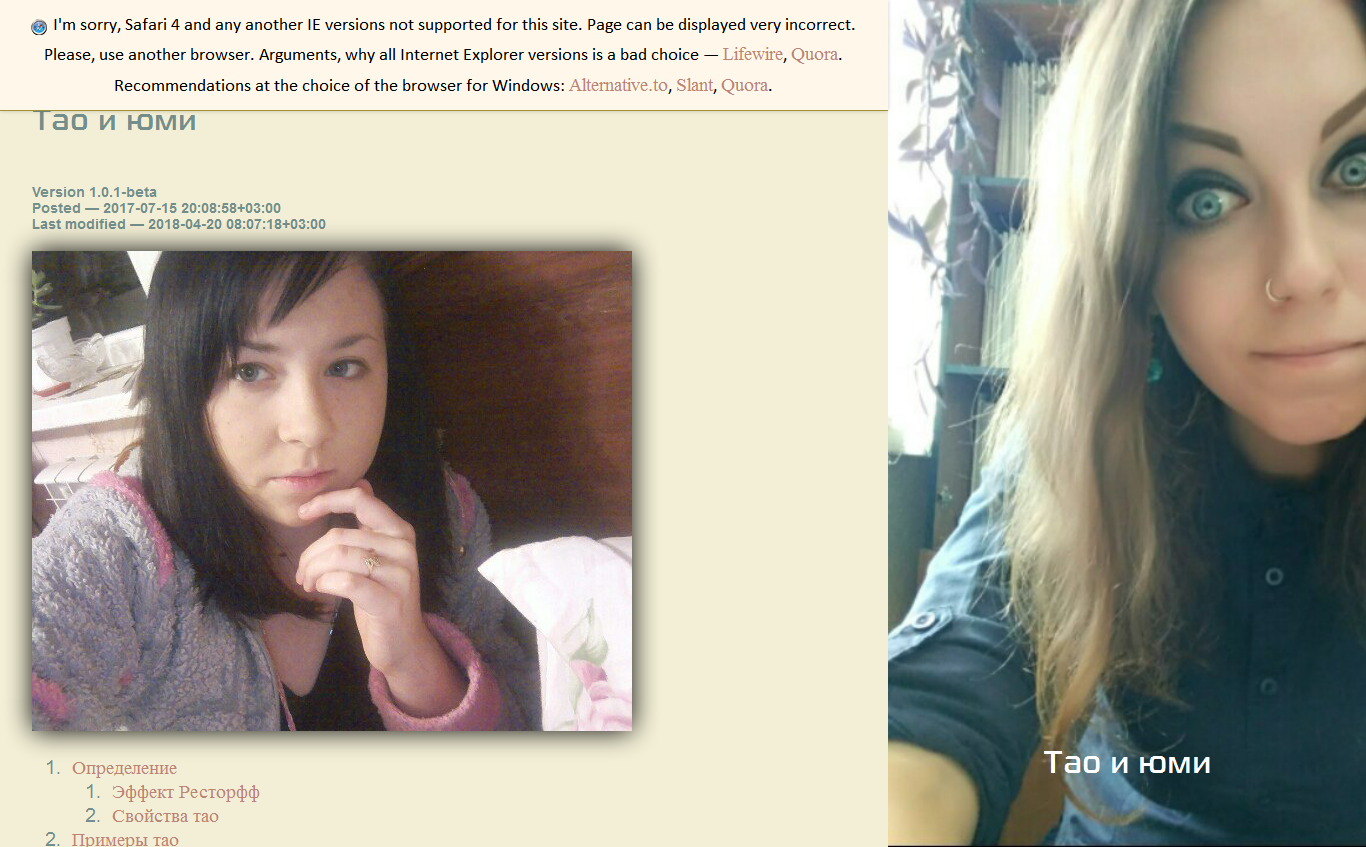 I'm sorry, Safari 4 and any another IE versions not supported for this site. Page can be displayed very incorrect.
Please, use another browser. Arguments, why all Internet Explorer versions is a bad choice — Lifewire, Quora.
Recommendations at the choice of the browser for Windows: Alternative.to, Slant, Quora.
Тао и юми
Version 1.0.1-beta
Posted — 2017-07-15 20:08:58+03:00
Last modified — 2018-04-20 08:07:18+03:00
1. Определение
1. Эффект Ресторфф
2. Свойства тао
2. Примеры тао
Тао и юми